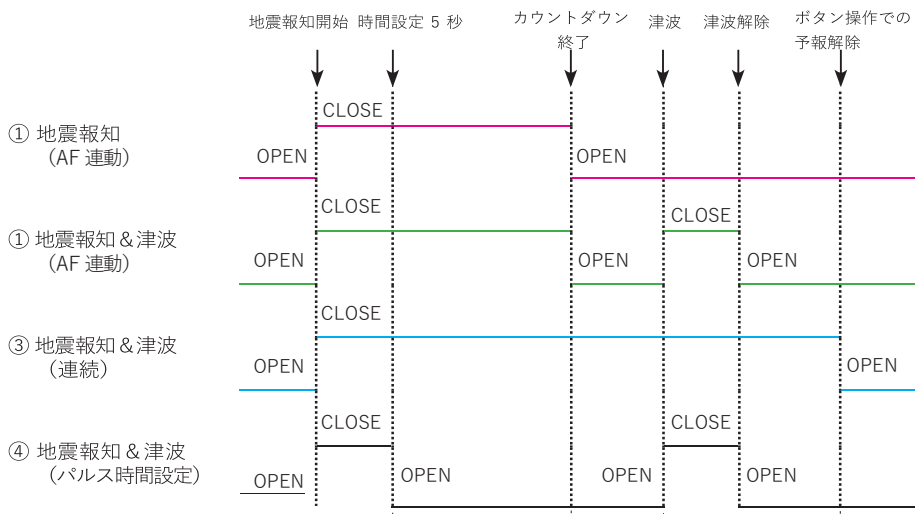 地震報知開始 時間設定 5 秒 カウントダウン 津波 津波解除 ボタン操作での
終了 予報解除
CLOSE
① 地震報知
(AF 連動)
OPEN OPEN
CLOSE CLOSE
① 地震報知＆津波
(AF 連動)
OPEN OPEN OPEN
CLOSE
③ 地震報知＆津波
(連続)
OPEN OPEN
CLOSE CLOSE
④ 地震報知＆津波
(パルス時間設定)
OPEN OPEN OPEN OPEN